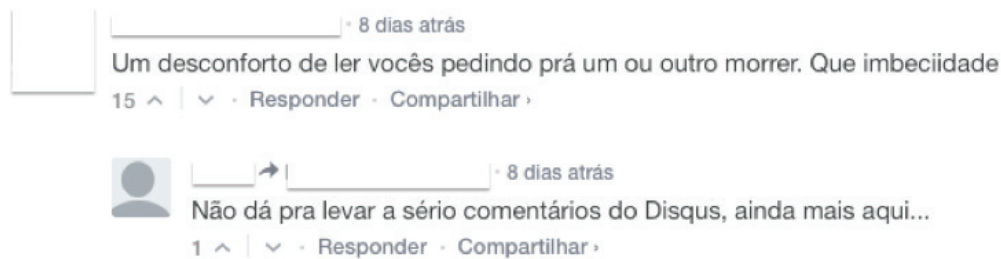 · 8 dias atrás
Um desconforto de ler vocês pedindo prá um ou outro morrer. Que imbeciidade
15 · Responder · Compartilhar ›
· 8 dias atrás
Não dá pra levar a sério comentários do Disqus, ainda mais aqui...
1 · Responder · Compartilhar ›